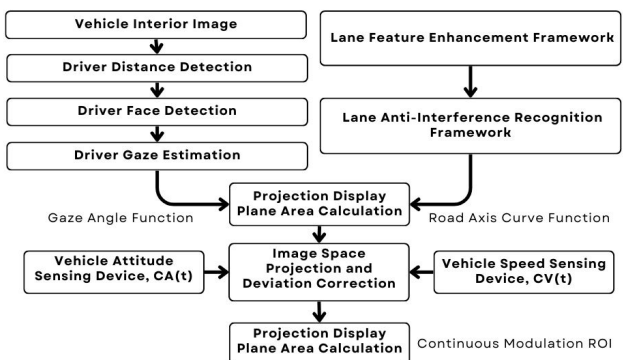 Vehicle Interior Image
Driver Distance Detection
Driver Face Detection
Driver Gaze Estimation
Lane Feature Enhancement Framework
Lane Anti-Interference Recognition
Framework
Gaze Angle Function
Projection Display
Plane Area Calculation
Road Axis Curve Function
Vehicle Attitude
Sensing Device, CA(t)
Image Space
Projection and
Deviation Correction
Vehicle Speed Sensing
Device, CV(t)
Projection Display
Plane Area Calculation
Continuous Modulation ROI